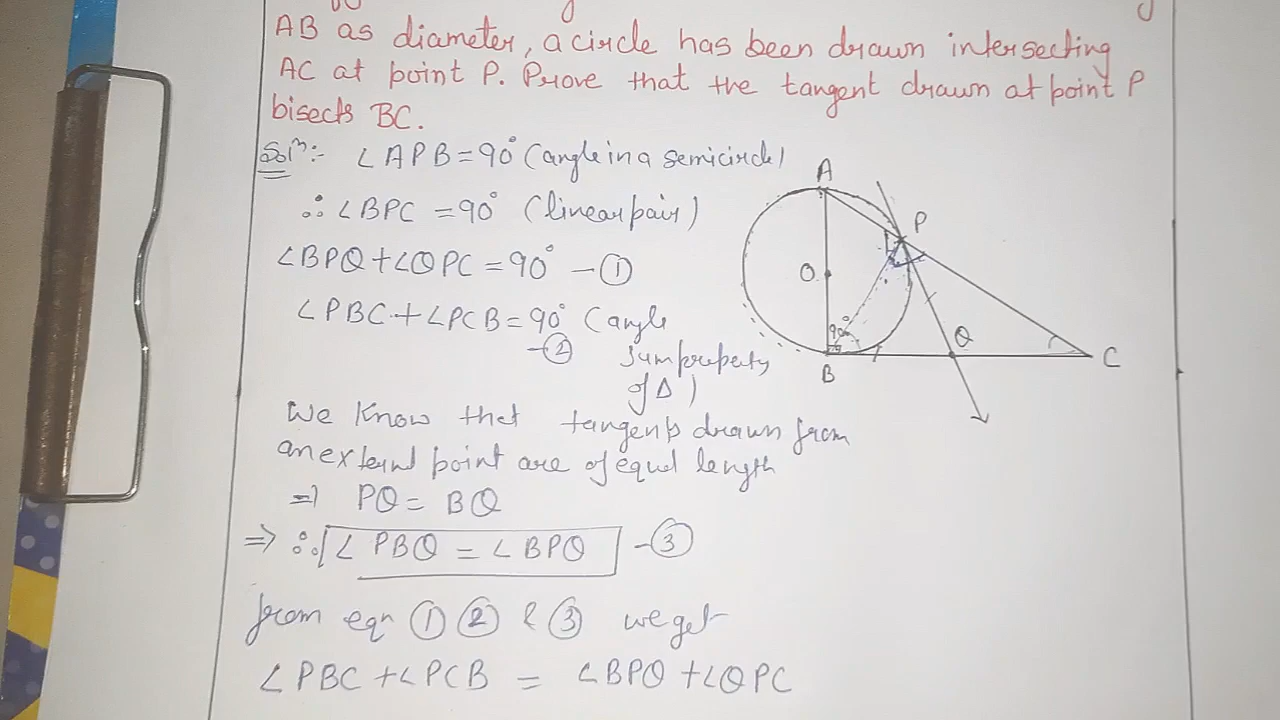 AB as diameter, a circle has been drawn intersecting
AC at point P. Prove that the tangent drawn at point P
bisects BC.
Solⁿ:- ∠APB = 90° (angle in a semicircle)
∴ ∠BPC = 90° (linear pair)
∠BPQ + ∠QPC = 90° — ①
∠PBC + ∠PCB = 90° (angle
— ② sum property
of Δ)
We Know that tangents drawn from
an external point are of equal length
⇒ PQ = BQ
⇒ ∴ ∠PBQ = ∠BPQ — ③
from eqn ① ② & ③ we get
∠PBC + ∠PCB = ∠BPQ + ∠QPC
A
P
O
90°
Q
B
C